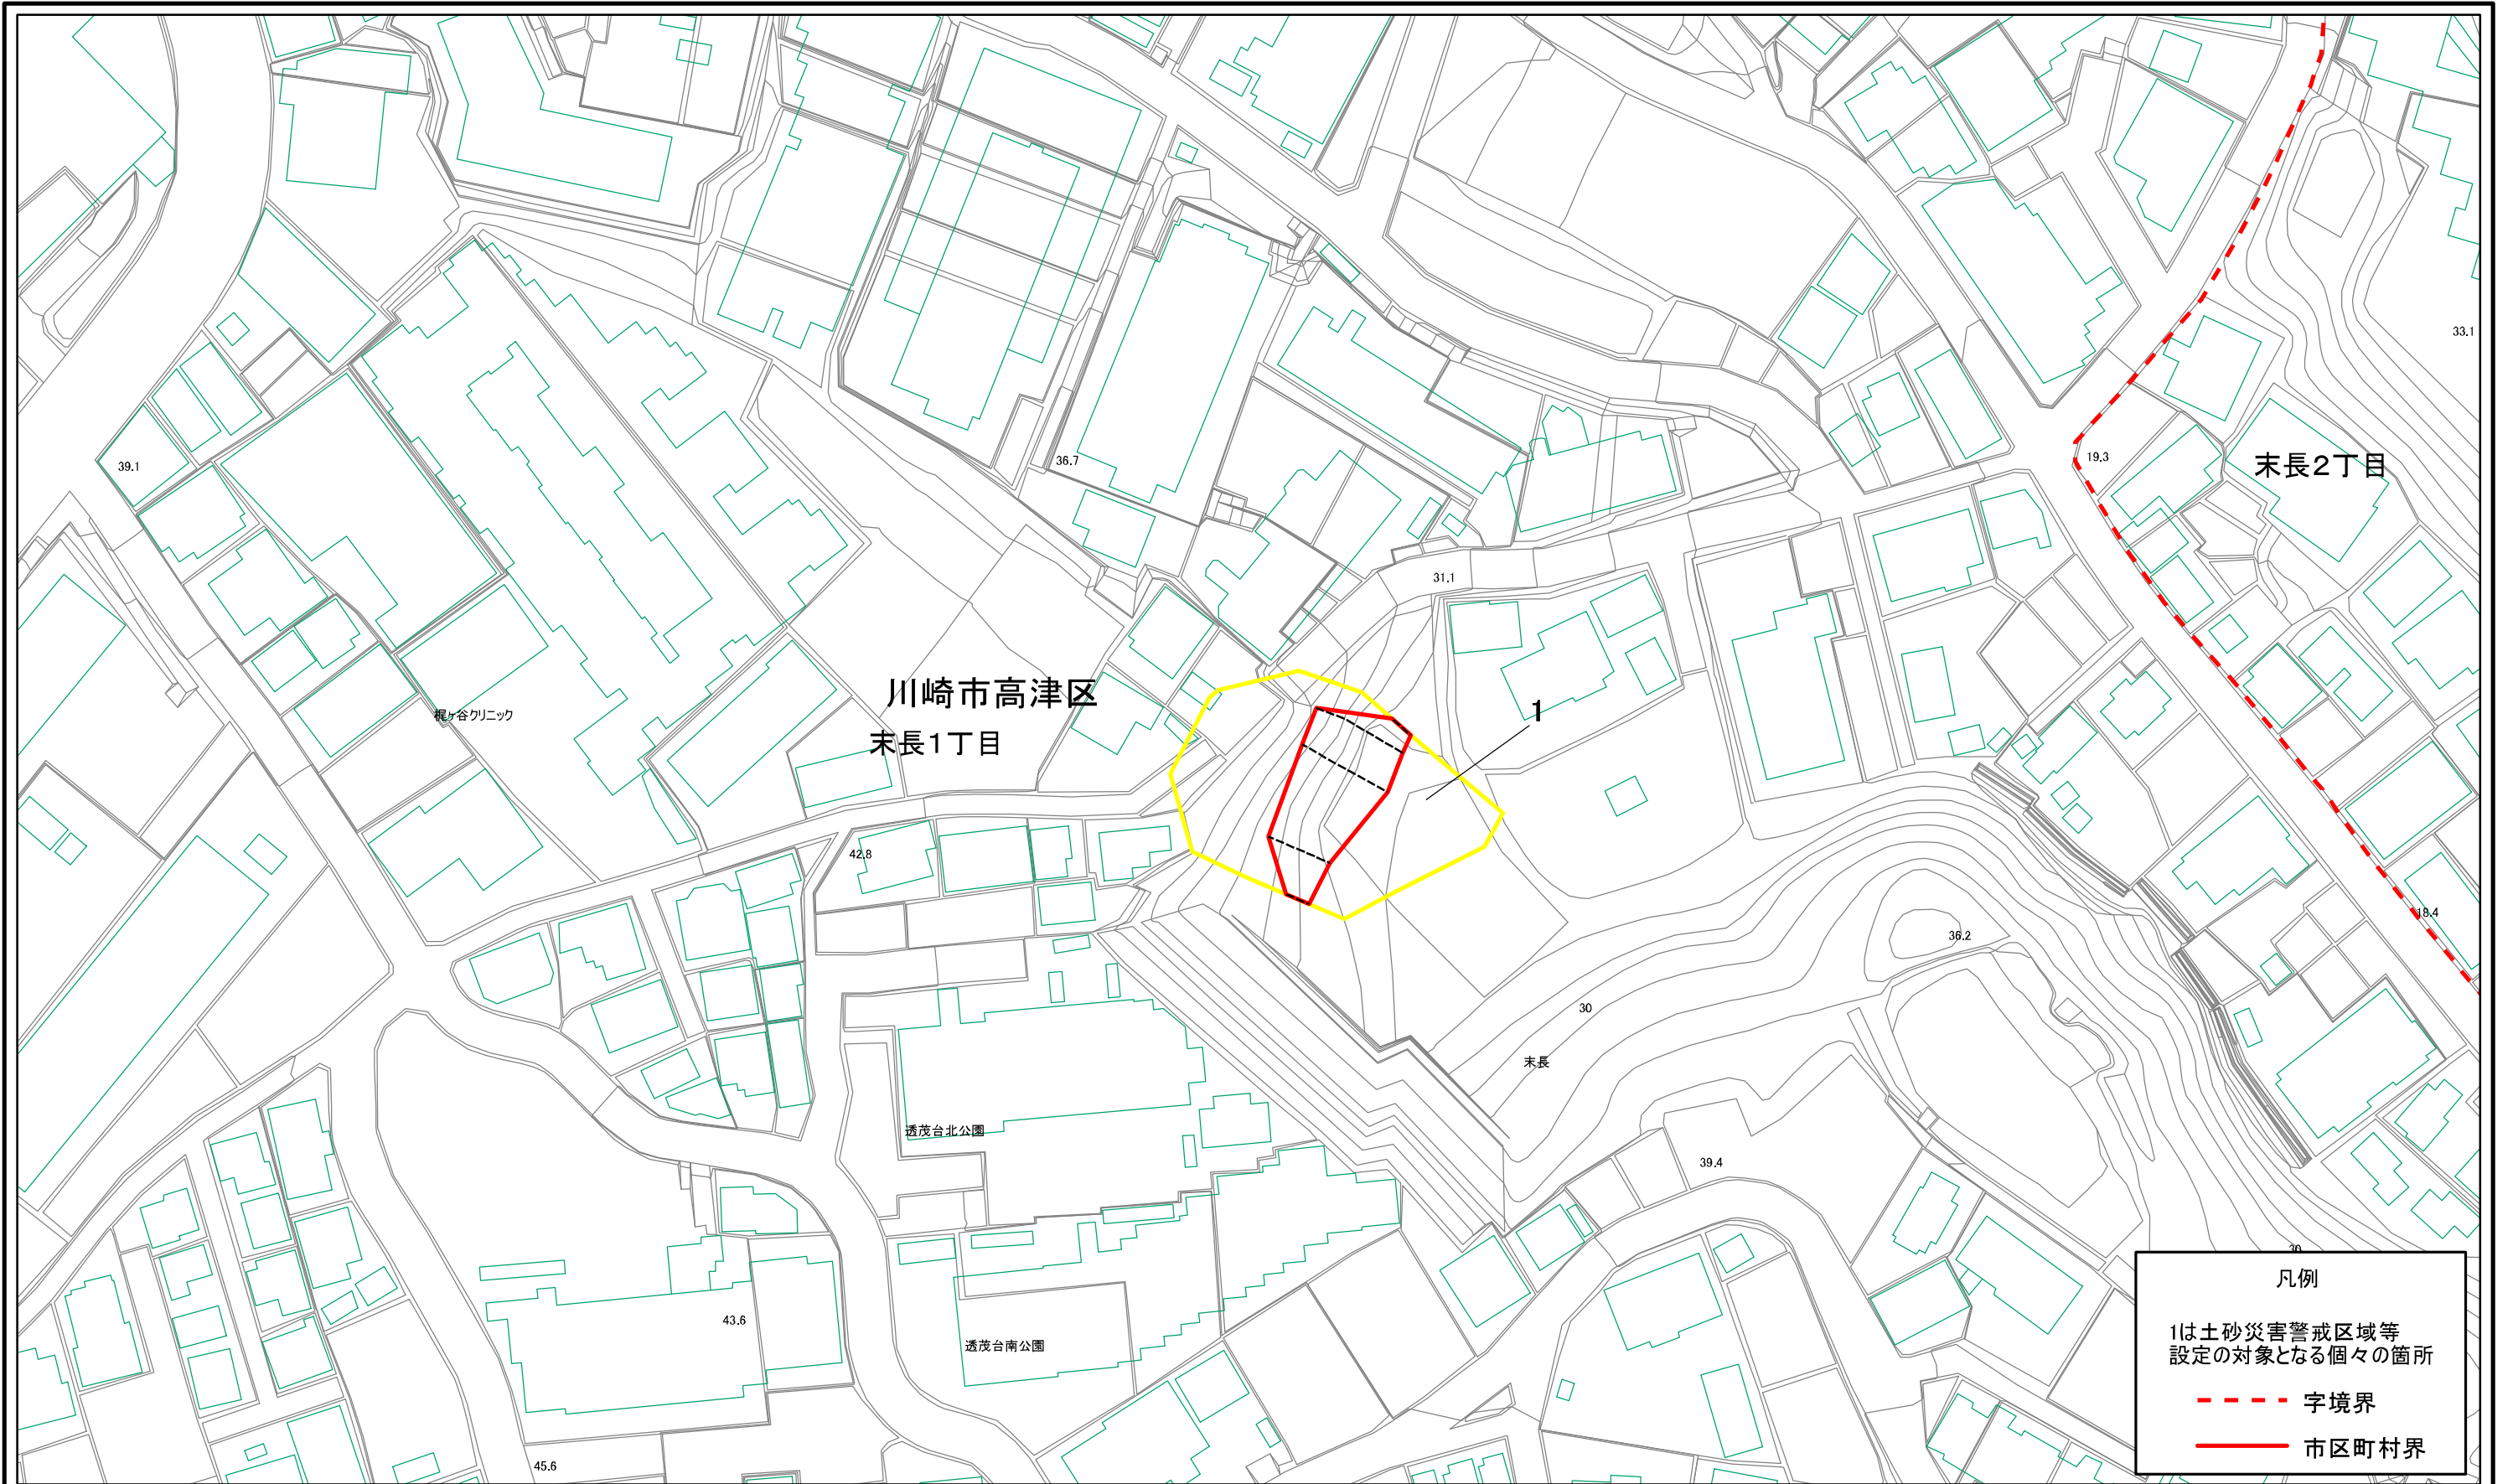 33.1
39.1
36.7
19.3
末長2丁目
31.1
川崎市高津区
末長1丁目
梶ヶ谷クリニック
1
42.8
18.4
36.2
30
末長
透茂台北公園
39.4
30
43.6
透茂台南公園
45.6
凡例
1は土砂災害警戒区域等
設定の対象となる個々の箇所
字境界
市区町村界